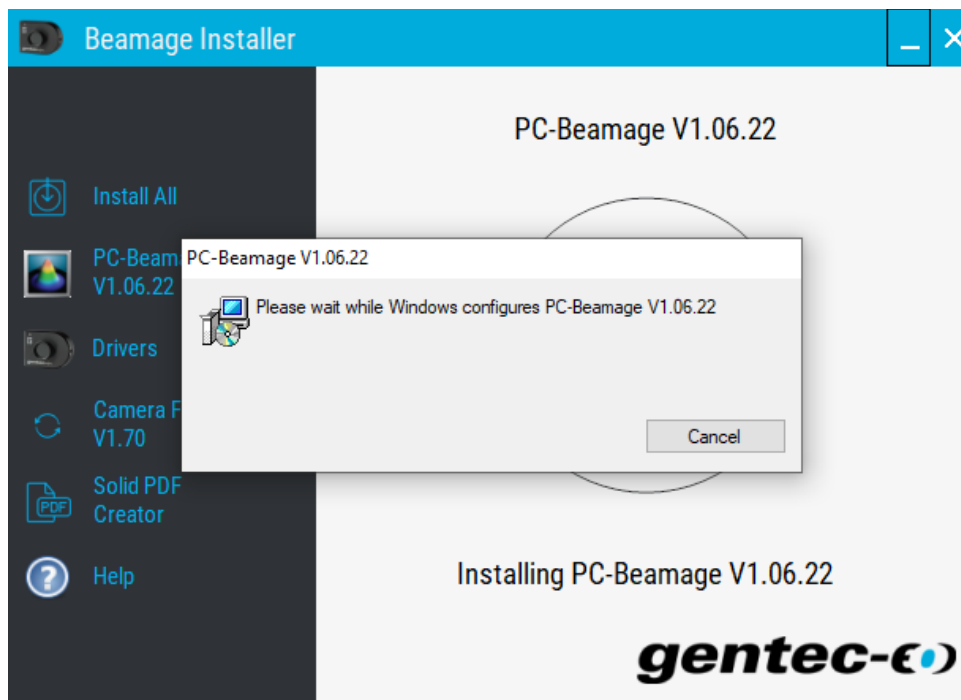 Beamage Installer
PC-Beamage V1.06.22
Install All
PC-Beam
V1.06.22
Drivers
Camera F
V1.70
Solid PDF
Creator
PDF
Help
PC-Beamage V1.06.22
Please wait while Windows configures PC-Beamage V1.06.22
Cancel
Installing PC-Beamage V1.06.22
gentec-eo